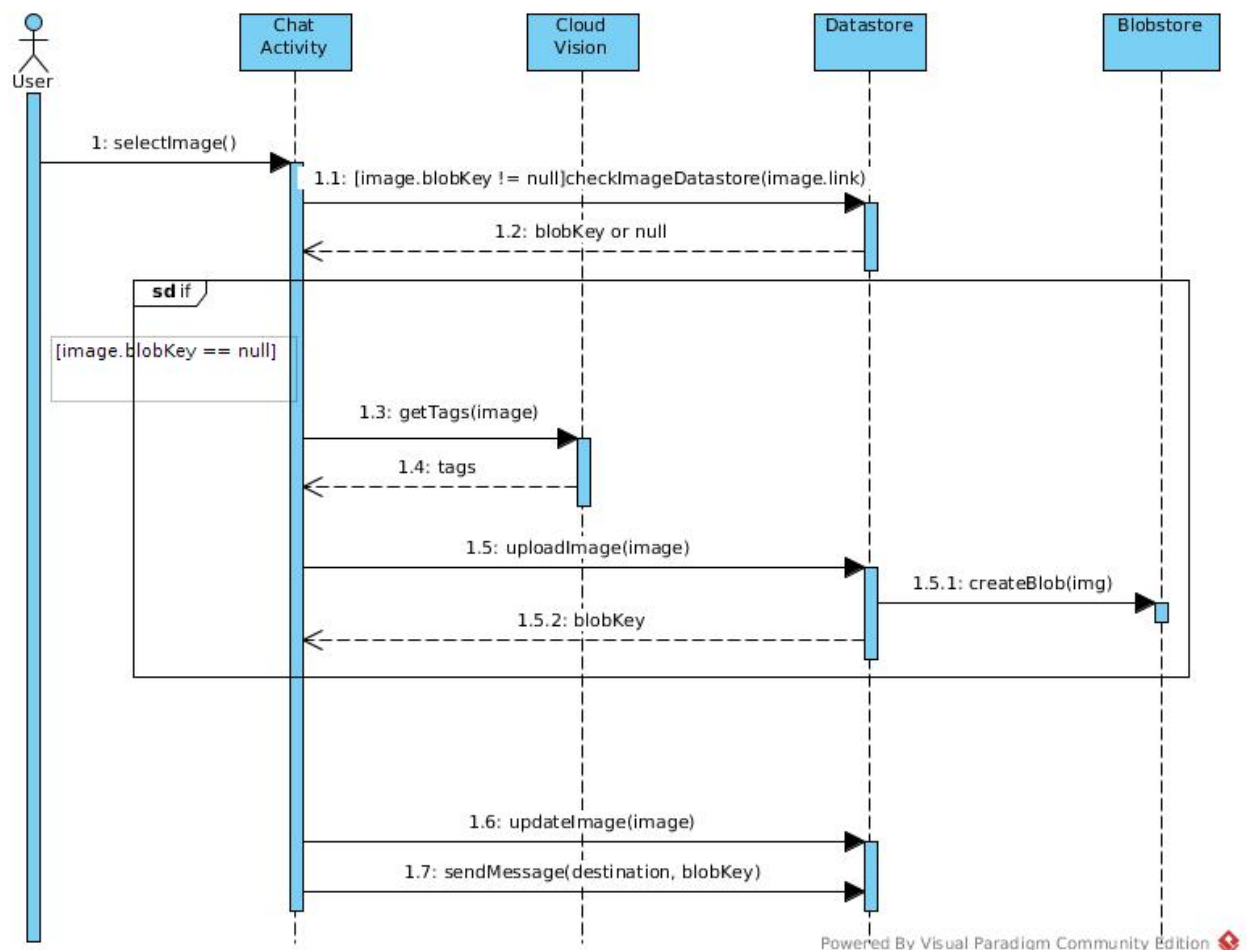 User
Chat
Activity
Cloud
Vision
Datastore
Blobstore
1: selectImage()
1.1: [image.blobKey != null]checkImageDatastore(image.link)
1.2: blobKey or null
sd if
[image.blobKey == null]
1.3: getTags(image)
1.4: tags
1.5: uploadImage(image)
1.5.1: createBlob(img)
1.5.2: blobKey
1.6: updateImage(image)
1.7: sendMessage(destination, blobKey)
Powered By Visual Paradigm Community Edition